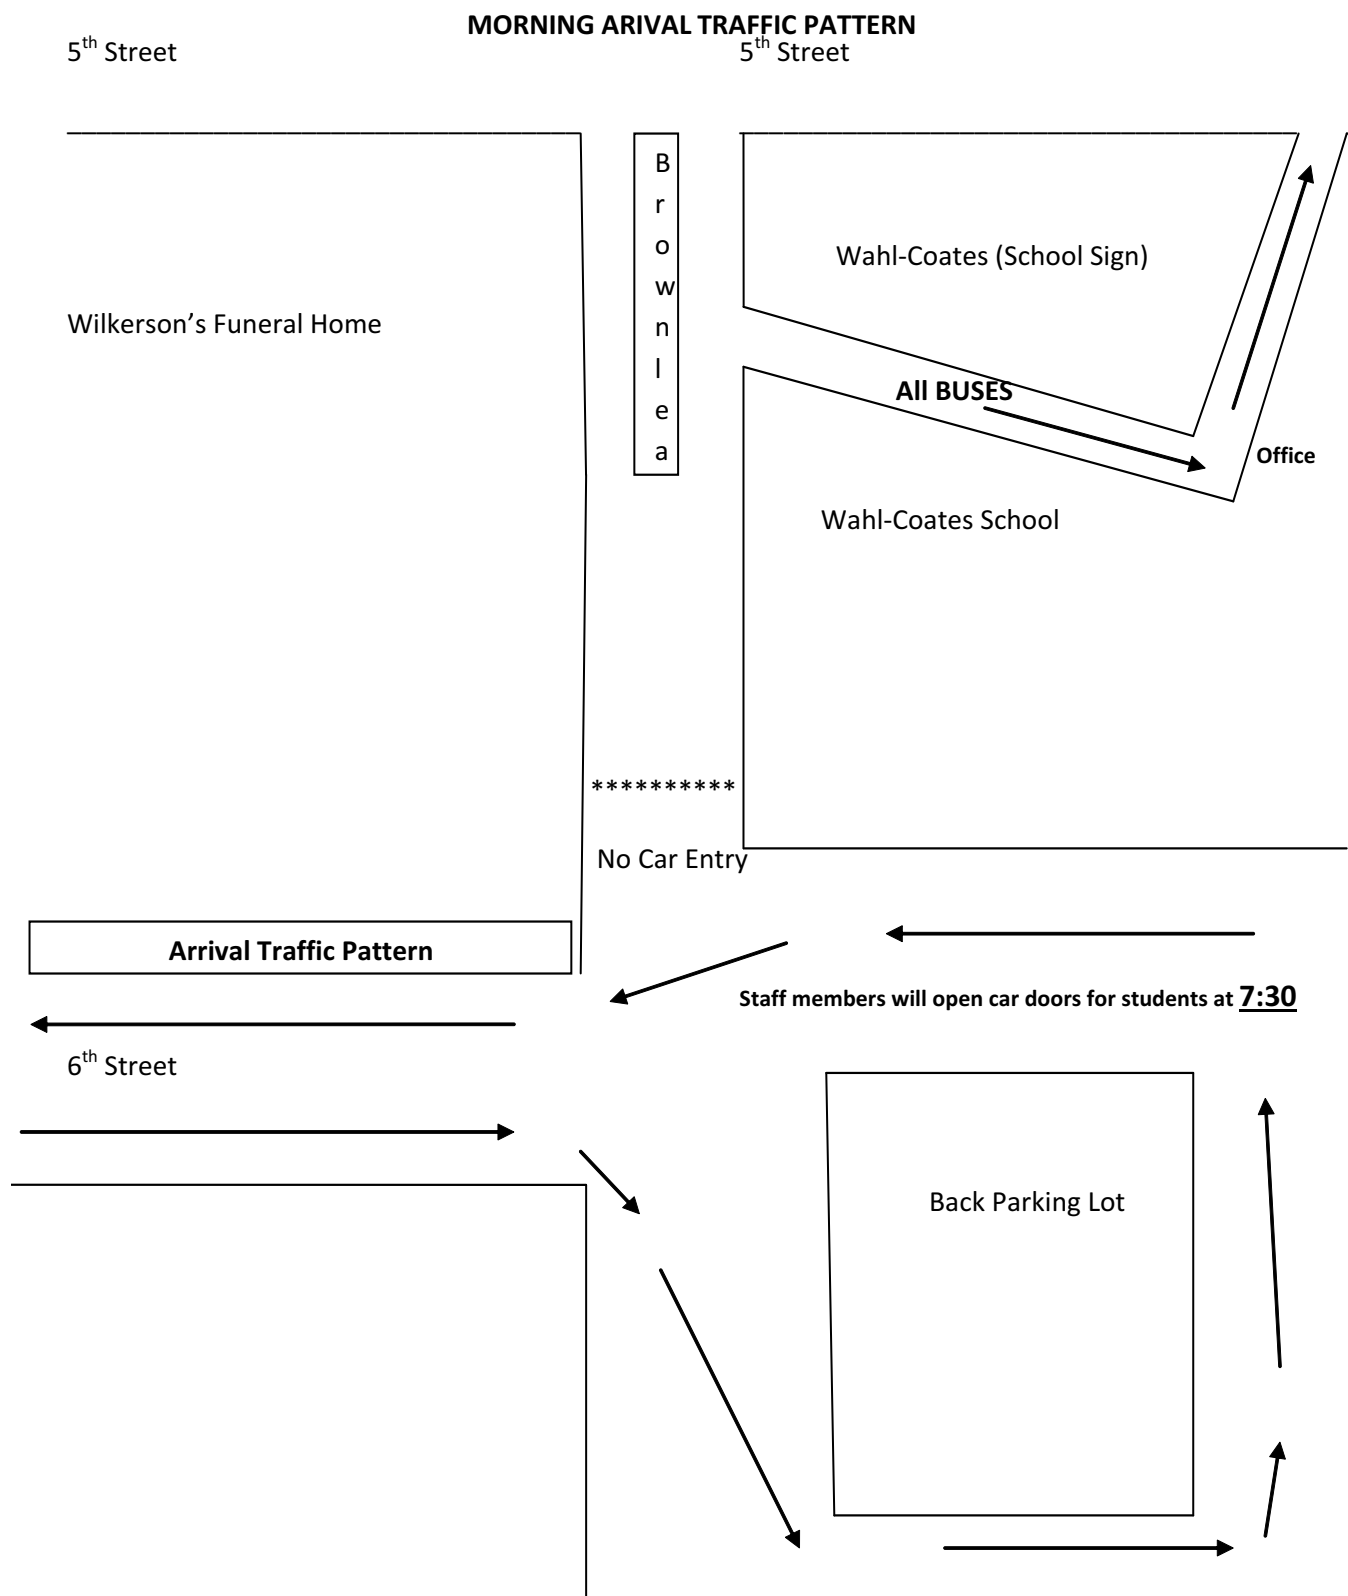 MORNING ARIVAL TRAFFIC PATTERN
5th Street
5th Street
Brownlea
Wahl-Coates (School Sign)
Wilkerson’s Funeral Home
All BUSES
Office
Wahl-Coates School
**********
No Car Entry
Arrival Traffic Pattern
Staff members will open car doors for students at 7:30
6th Street
Back Parking Lot